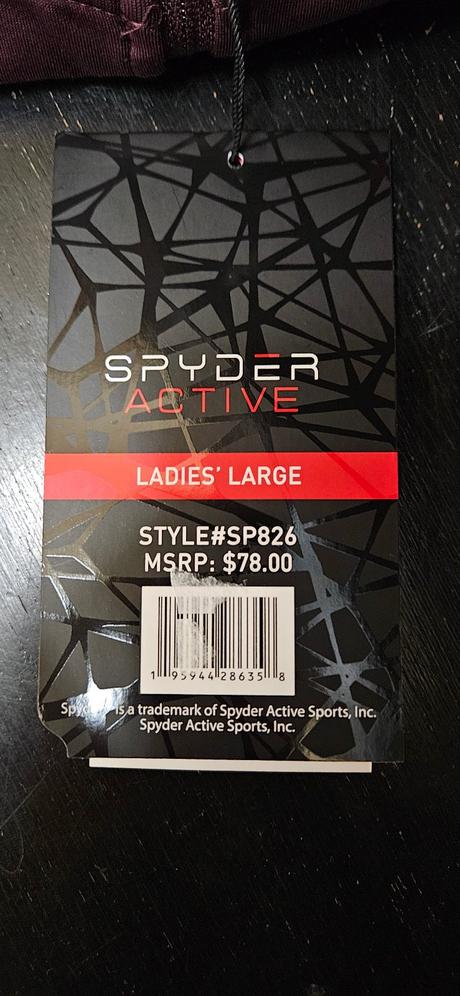 SPYDER
ACTIVE
LADIES' LARGE
STYLE#SP826
MSRP: $78.00
1 95944 28635 8
is a trademark of Spyder Active Sports, Inc.
Spyder Active Sports, Inc.